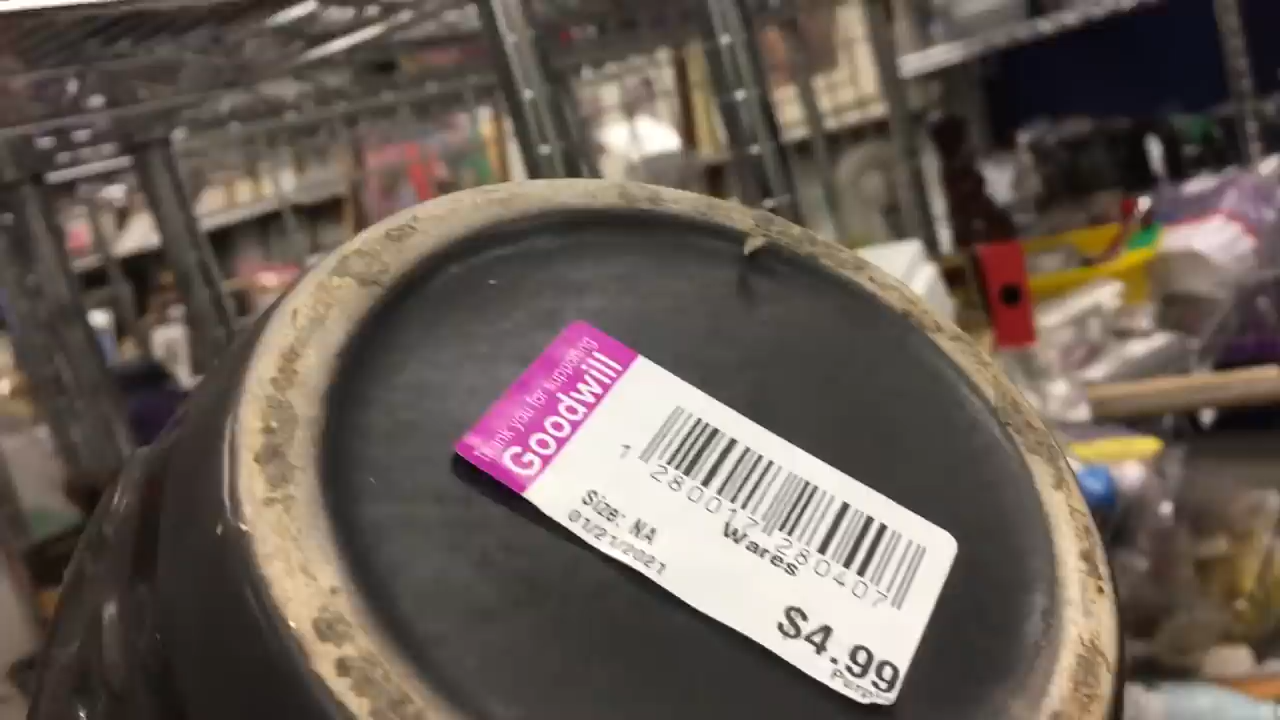 Thank you for supporting
Goodwill
1 280017 280407
Wares
Size: NA
01/21/2021
$4.99